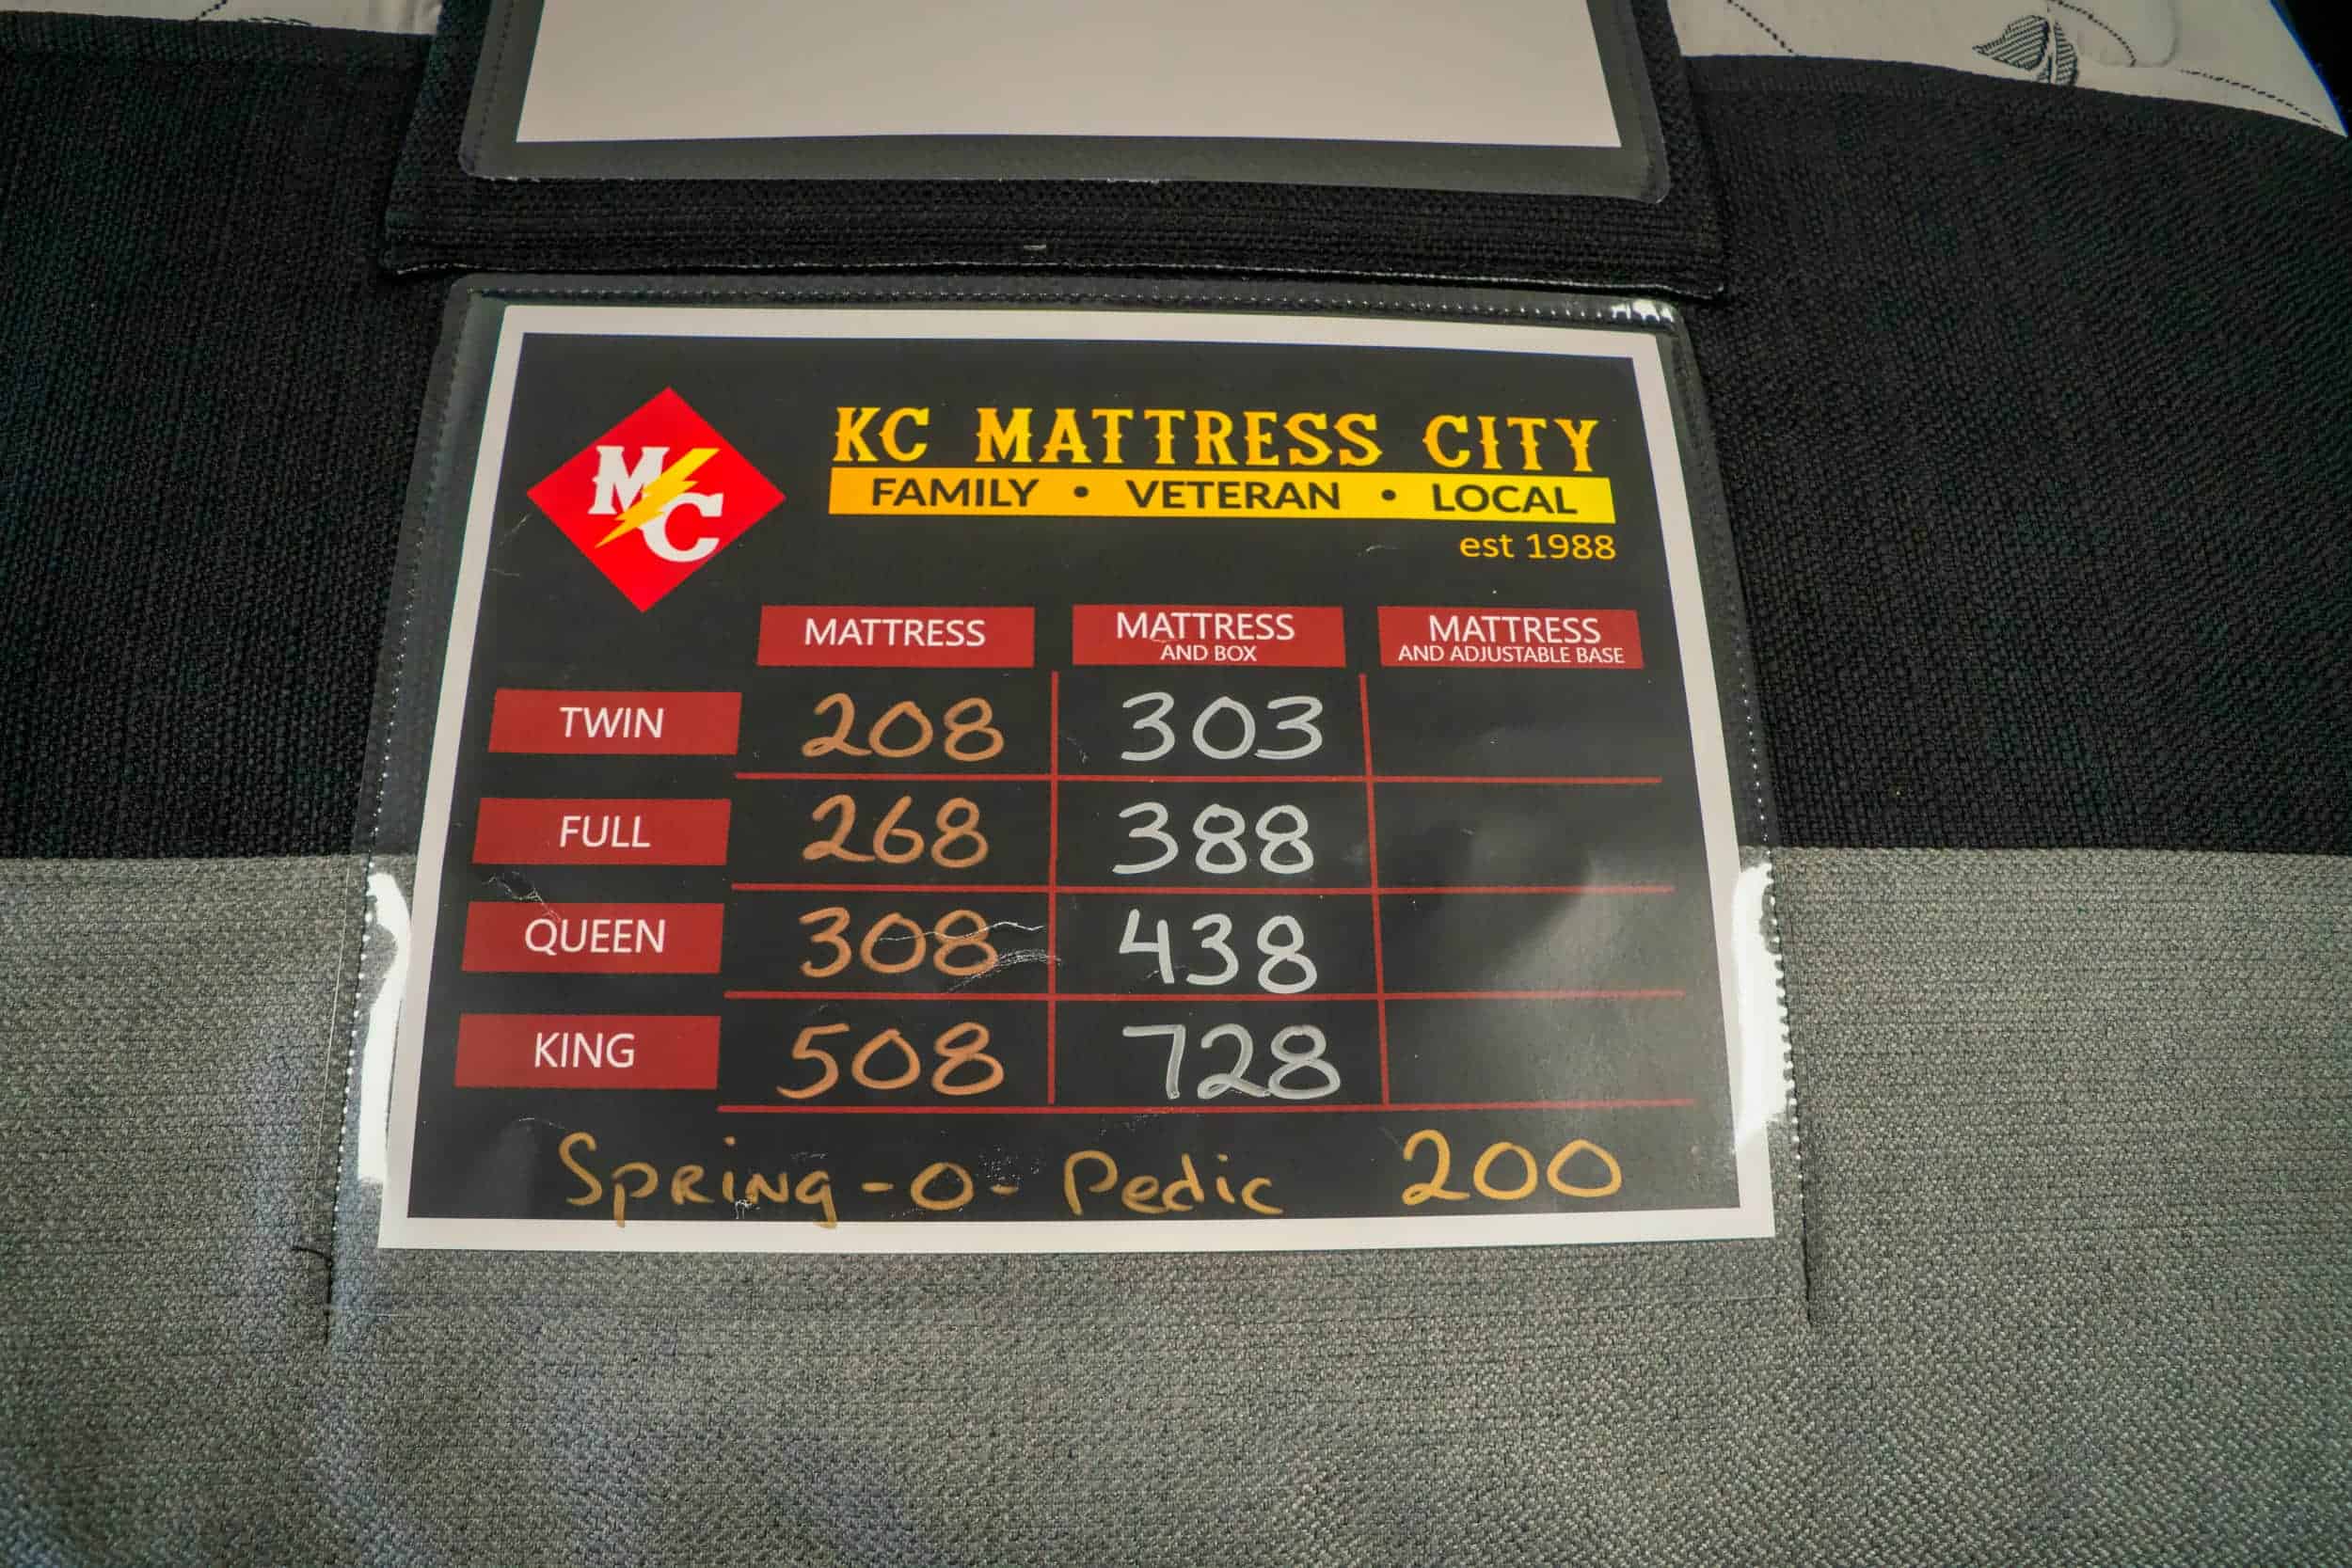 MC
KC MATTRESS CITY
FAMILY • VETERAN • LOCAL
est 1988
MATTRESS
MATTRESS
AND BOX
MATTRESS
AND ADJUSTABLE BASE
TWIN 208 303
FULL 268 388
QUEEN 308 438
KING 508 728
Spring-O-Pedic 200